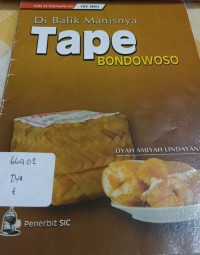 Di Balik Manisnya
Tape
BONDOWOSO
DYAH AMIYAH LINDAYANI
664.02
Dya
t
Penerbit SIC